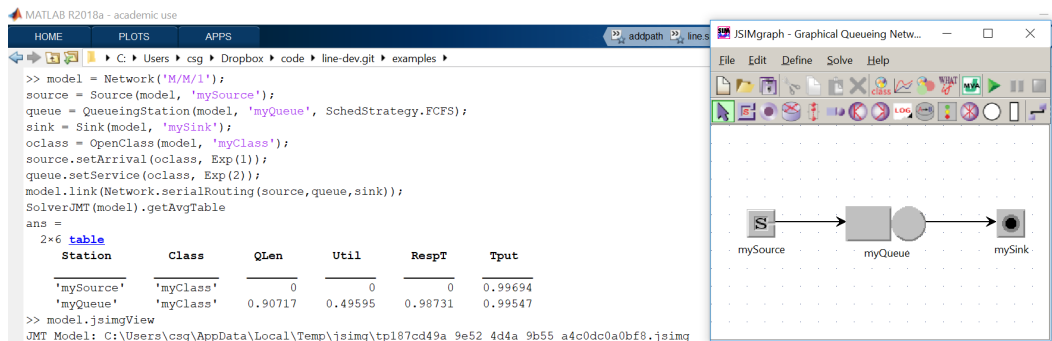 MATLAB R2018a - academic use
HOME PLOTS APPS addpath line.s
C: Users csg Dropbox code line-dev.git examples
>> model = Network('M/M/1');
source = Source(model, 'mySource');
queue = QueueingStation(model, 'myQueue', SchedStrategy.FCFS);
sink = Sink(model, 'mySink');
oclass = OpenClass(model, 'myClass');
source.setArrival(oclass, Exp(1));
queue.setService(oclass, Exp(2));
model.link(Network.serialRouting(source,queue,sink));
SolverJMT(model).getAvgTable
ans =
2×6 table
Station Class QLen Util RespT Tput
'mySource' 'myClass' 0 0 0 0.99694
'myQueue' 'myClass' 0.90717 0.49595 0.98731 0.99547
>> model.jsimgView
JMT Model: C:\Users\csg\AppData\Local\Temp\jsimg\tp187cd49a_9e52_4d4a_9b55_a4c0dc0a0bf8.jsimg
JSIMgraph - Graphical Queueing Netw...
File Edit Define Solve Help
class WHAT IF MVA
LOG
S
mySource myQueue mySink